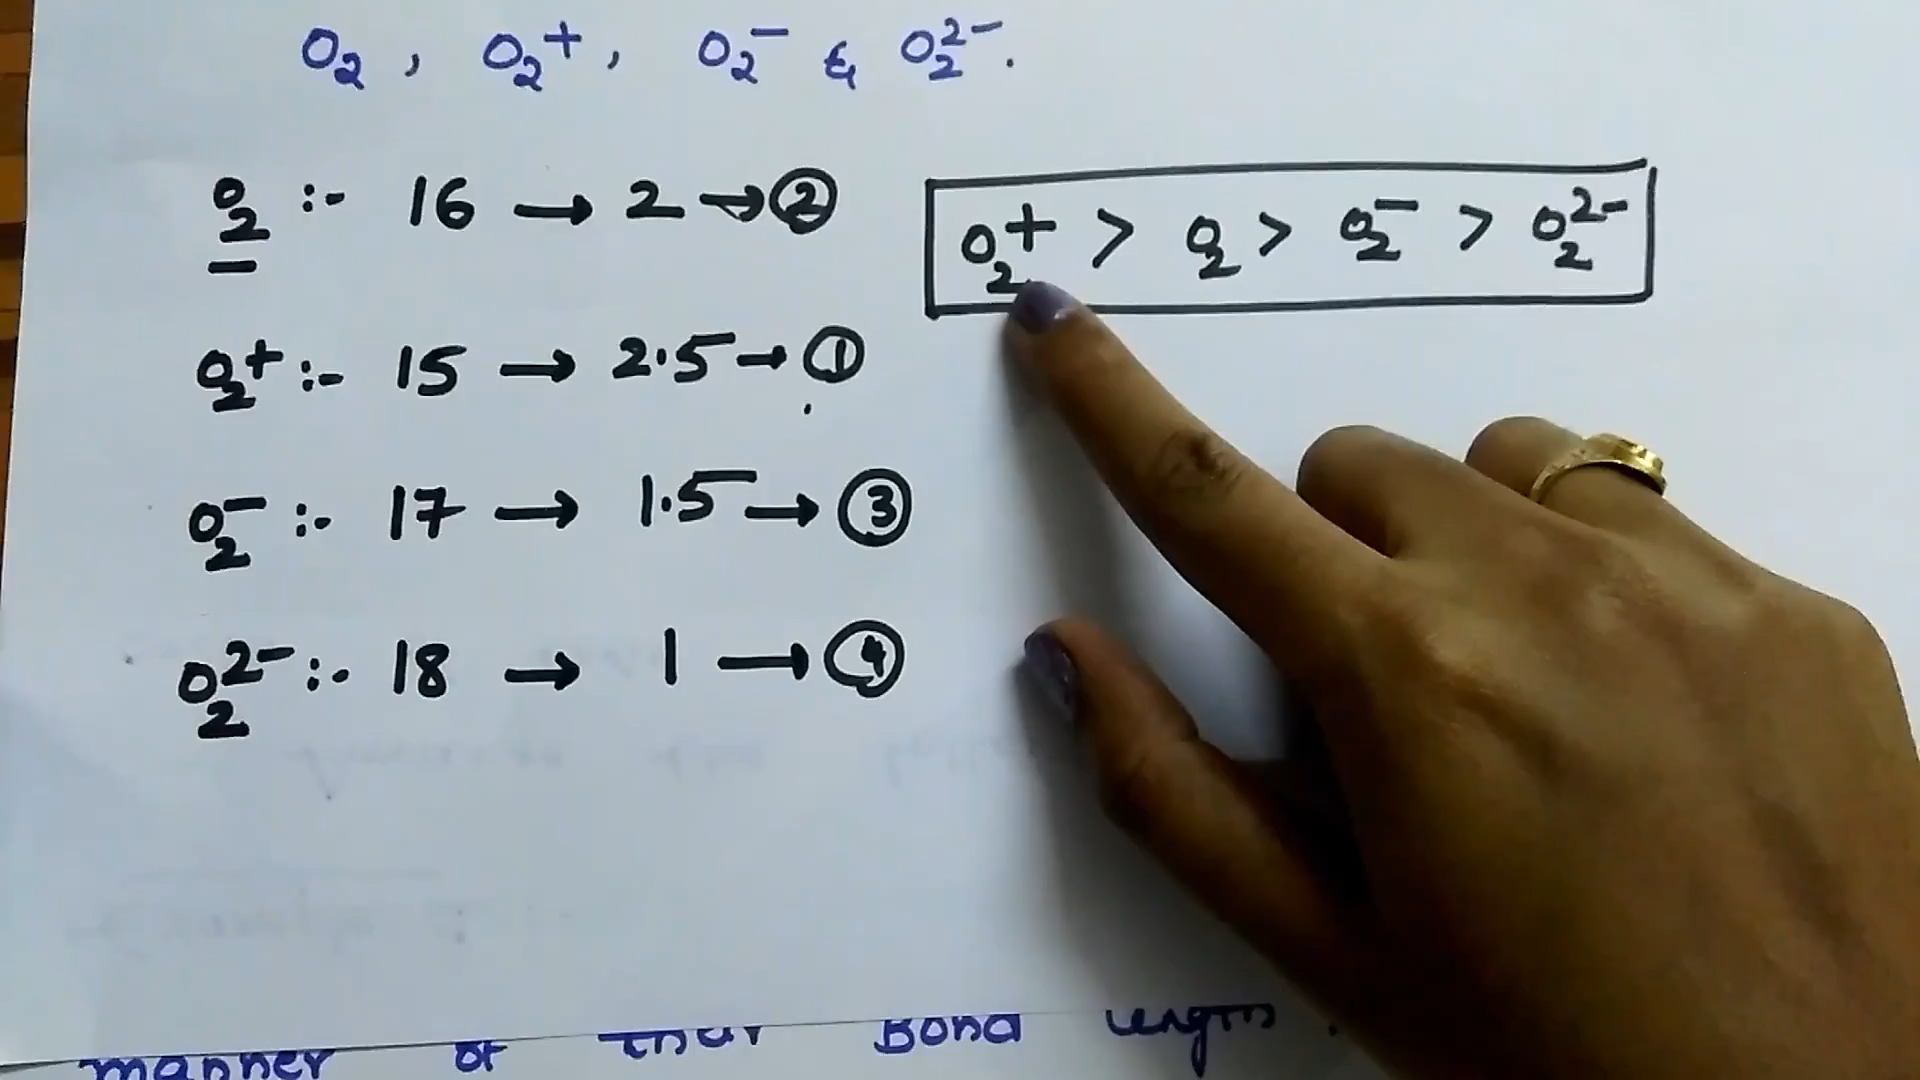 O₂ , O₂⁺ , O₂⁻ & O₂²⁻ .
O₂ :- 16 → 2 → ②
O₂⁺ > O₂ > O₂⁻ > O₂²⁻
O₂⁺ :- 15 → 2.5 → ①
O₂⁻ :- 17 → 1.5 → ③
O₂²⁻ :- 18 → 1 → ④
manner of their Bond length .